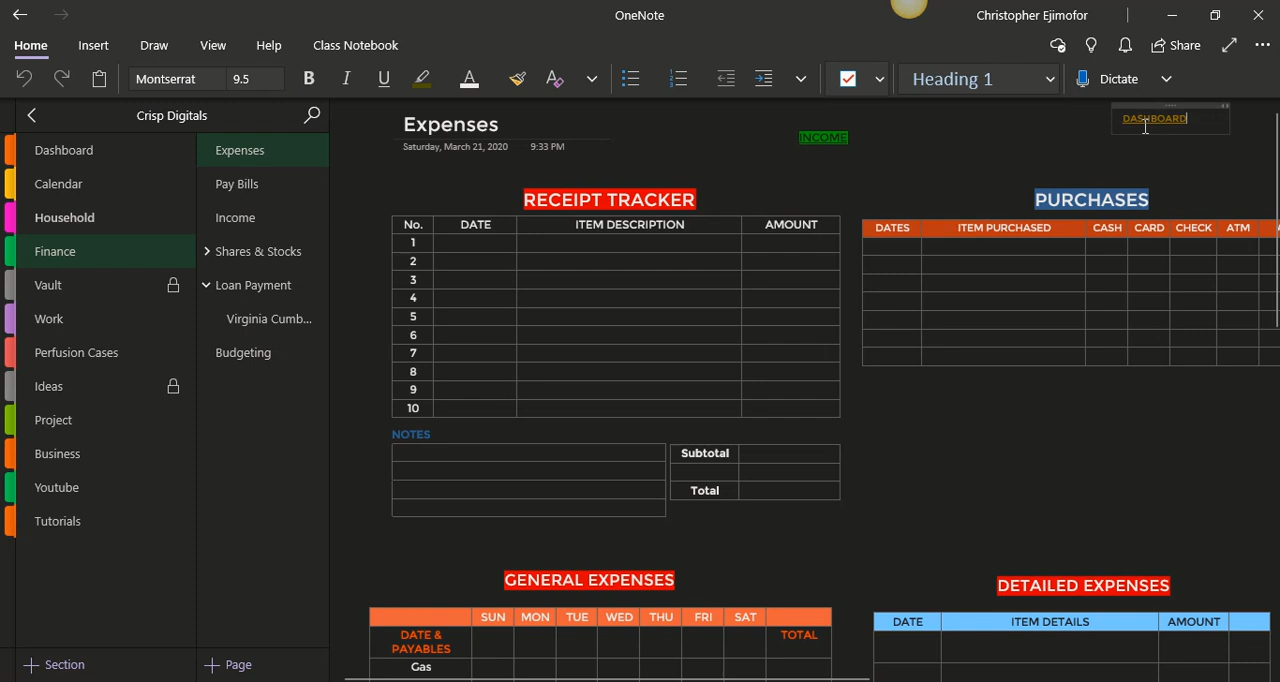 OneNote
Christopher Ejimofor
Home Insert Draw View Help Class Notebook
Share
Montserrat 9.5 B I U A A Heading 1 Dictate
Crisp Digitals
Dashboard
Calendar
Household
Finance
Vault
Work
Perfusion Cases
Ideas
Project
Business
Youtube
Tutorials
Section
Expenses
Pay Bills
Income
Shares & Stocks
Loan Payment
Virginia Cumb...
Budgeting
Page
Expenses
Saturday, March 21, 2020 9:33 PM
INCOME
DASHBOARD
RECEIPT TRACKER
No. DATE ITEM DESCRIPTION AMOUNT
1
2
3
4
5
6
7
8
9
10
NOTES
Subtotal
Total
PURCHASES
DATES ITEM PURCHASED CASH CARD CHECK ATM
GENERAL EXPENSES
SUN MON TUE WED THU FRI SAT
DATE & PAYABLES
TOTAL
Gas
DETAILED EXPENSES
DATE ITEM DETAILS AMOUNT